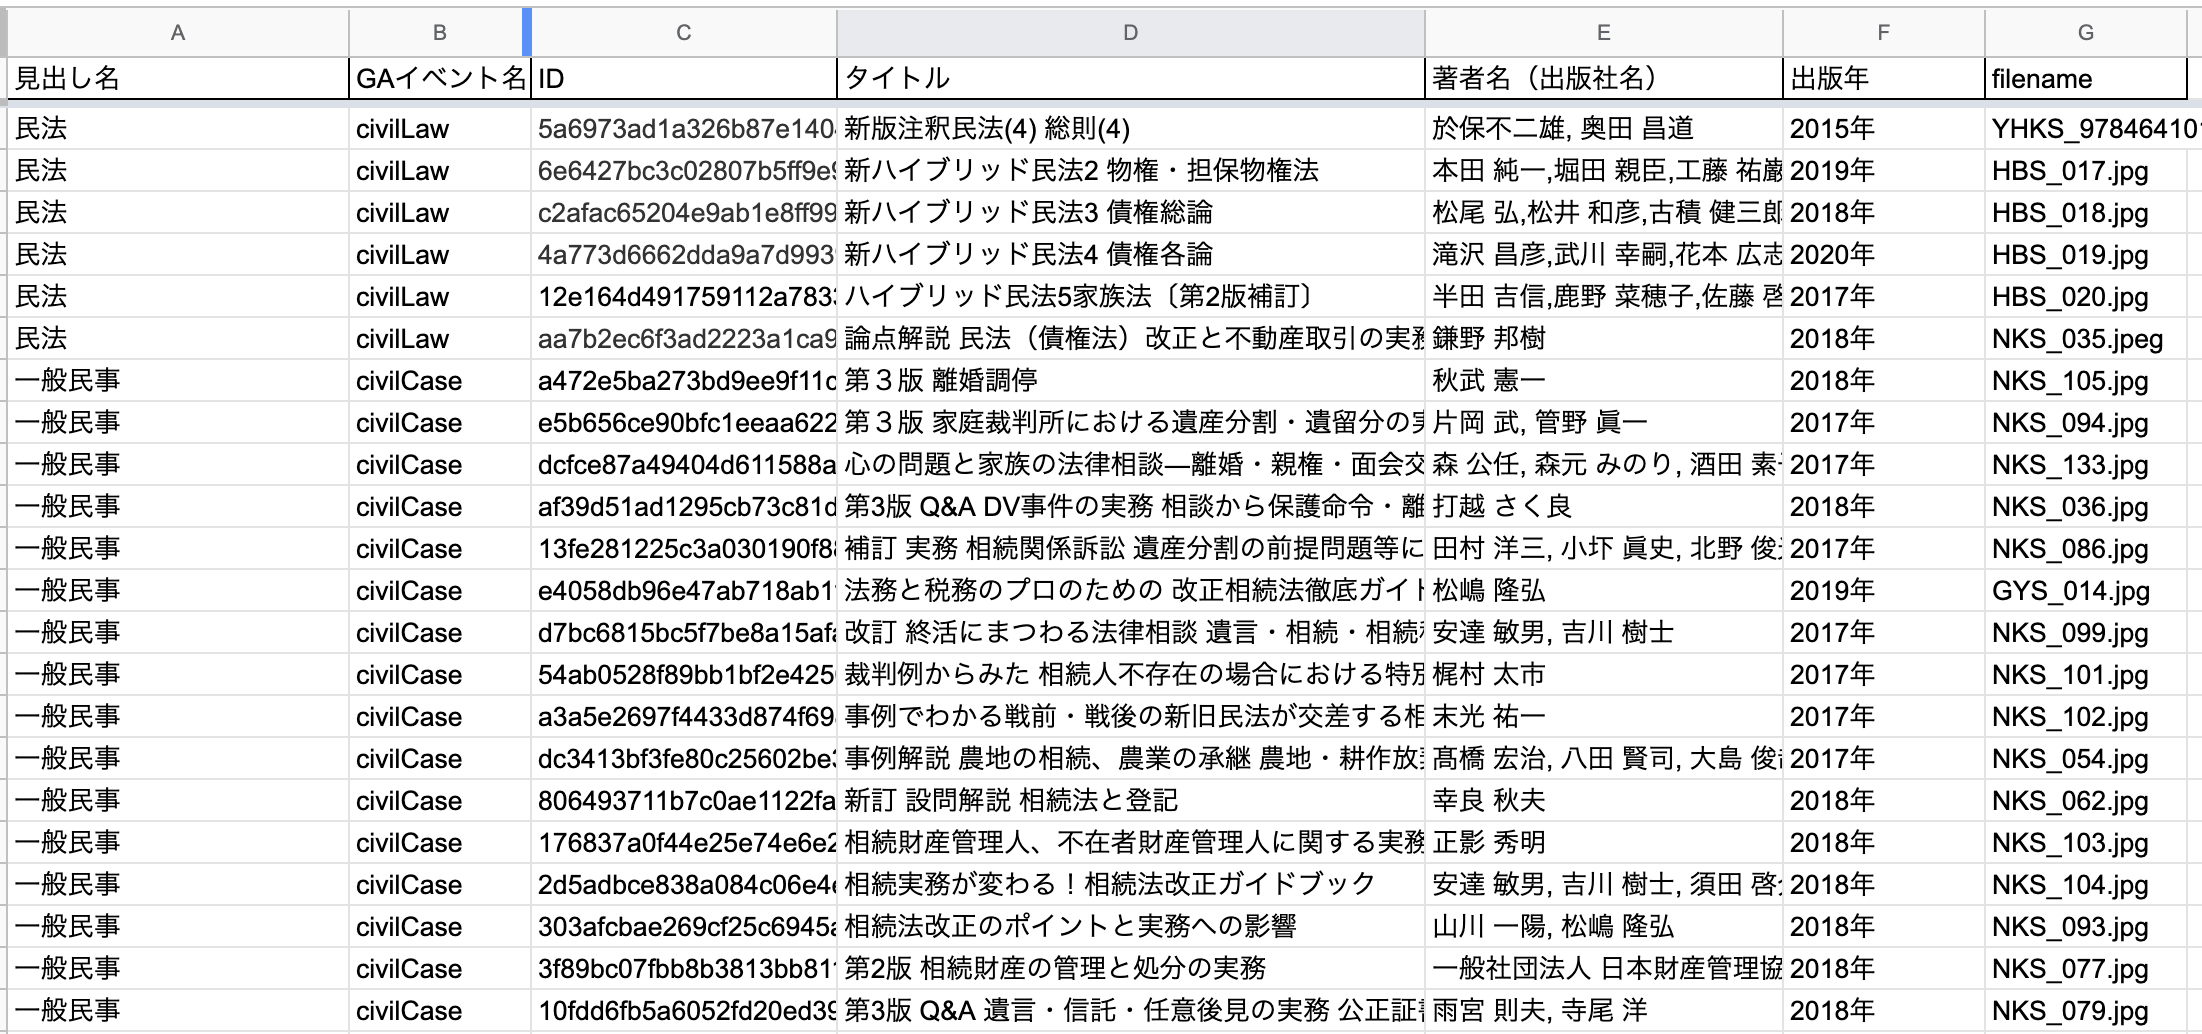 A B C D E F G
見出し名 GAイベント名 ID タイトル 著者名（出版社名） 出版年 filename
民法 civilLaw 5a6973ad1a326b87e140 新版注釈民法(4) 総則(4) 於保不二雄, 奥田 昌道 2015年 YHKS_97846410
民法 civilLaw 6e6427bc3c02807b5ff9e 新ハイブリッド民法2 物権・担保物権法 本田 純一,堀田 親臣,工藤 祐巌 2019年 HBS_017.jpg
民法 civilLaw c2afac65204e9ab1e8ff99 新ハイブリッド民法3 債権総論 松尾 弘,松井 和彦,古積 健三郎 2018年 HBS_018.jpg
民法 civilLaw 4a773d6662dda9a7d993 新ハイブリッド民法4 債権各論 滝沢 昌彦,武川 幸嗣,花本 広志 2020年 HBS_019.jpg
民法 civilLaw 12e164d491759112a783 ハイブリッド民法5家族法〔第2版補訂〕 半田 吉信,鹿野 菜穂子,佐藤 啓 2017年 HBS_020.jpg
民法 civilLaw aa7b2ec6f3ad2223a1ca9 論点解説 民法（債権法）改正と不動産取引の実務 鎌野 邦樹 2018年 NKS_035.jpeg
一般民事 civilCase a472e5ba273bd9ee9f11c 第３版 離婚調停 秋武 憲一 2018年 NKS_105.jpg
一般民事 civilCase e5b656ce90bfc1eeaa622 第３版 家庭裁判所における遺産分割・遺留分の実 片岡 武, 管野 眞一 2017年 NKS_094.jpg
一般民事 civilCase dcfce87a49404d611588a 心の問題と家族の法律相談―離婚・親権・面会交 森 公任, 森元 みのり, 酒田 素子 2017年 NKS_133.jpg
一般民事 civilCase af39d51ad1295cb73c81d 第3版 Q&A DV事件の実務 相談から保護命令・離 打越 さく良 2018年 NKS_036.jpg
一般民事 civilCase 13fe281225c3a030190f8 補訂 実務 相続関係訴訟 遺産分割の前提問題等に 田村 洋三, 小圷 眞史, 北野 俊 2017年 NKS_086.jpg
一般民事 civilCase e4058db96e47ab718ab1 法務と税務のプロのための 改正相続法徹底ガイド 松嶋 隆弘 2019年 GYS_014.jpg
一般民事 civilCase d7bc6815bc5f7be8a15af 改訂 終活にまつわる法律相談 遺言・相続・相続 安達 敏男, 吉川 樹士 2017年 NKS_099.jpg
一般民事 civilCase 54ab0528f89bb1bf2e425 裁判例からみた 相続人不存在の場合における特別 梶村 太市 2017年 NKS_101.jpg
一般民事 civilCase a3a5e2697f4433d874f69 事例でわかる戦前・戦後の新旧民法が交差する相 末光 祐一 2017年 NKS_102.jpg
一般民事 civilCase dc3413bf3fe80c25602be 事例解説 農地の相続、農業の承継 農地・耕作放棄 髙橋 宏治, 八田 賢司, 大島 俊 2017年 NKS_054.jpg
一般民事 civilCase 806493711b7c0ae1122fa 新訂 設問解説 相続法と登記 幸良 秋夫 2018年 NKS_062.jpg
一般民事 civilCase 176837a0f44e25e74e6e2 相続財産管理人、不在者財産管理人に関する実務 正影 秀明 2018年 NKS_103.jpg
一般民事 civilCase 2d5adbce838a084c06e4 相続実務が変わる！相続法改正ガイドブック 安達 敏男, 吉川 樹士, 須田 啓 2018年 NKS_104.jpg
一般民事 civilCase 303afcbae269cf25c6945 相続法改正のポイントと実務への影響 山川 一陽, 松嶋 隆弘 2018年 NKS_093.jpg
一般民事 civilCase 3f89bc07fbb8b3813bb81 第2版 相続財産の管理と処分の実務 一般社団法人 日本財産管理協 2018年 NKS_077.jpg
一般民事 civilCase 10fdd6fb5a6052fd20ed39 第3版 Q&A 遺言・信託・任意後見の実務 公正証 雨宮 則夫, 寺尾 洋 2018年 NKS_079.jpg